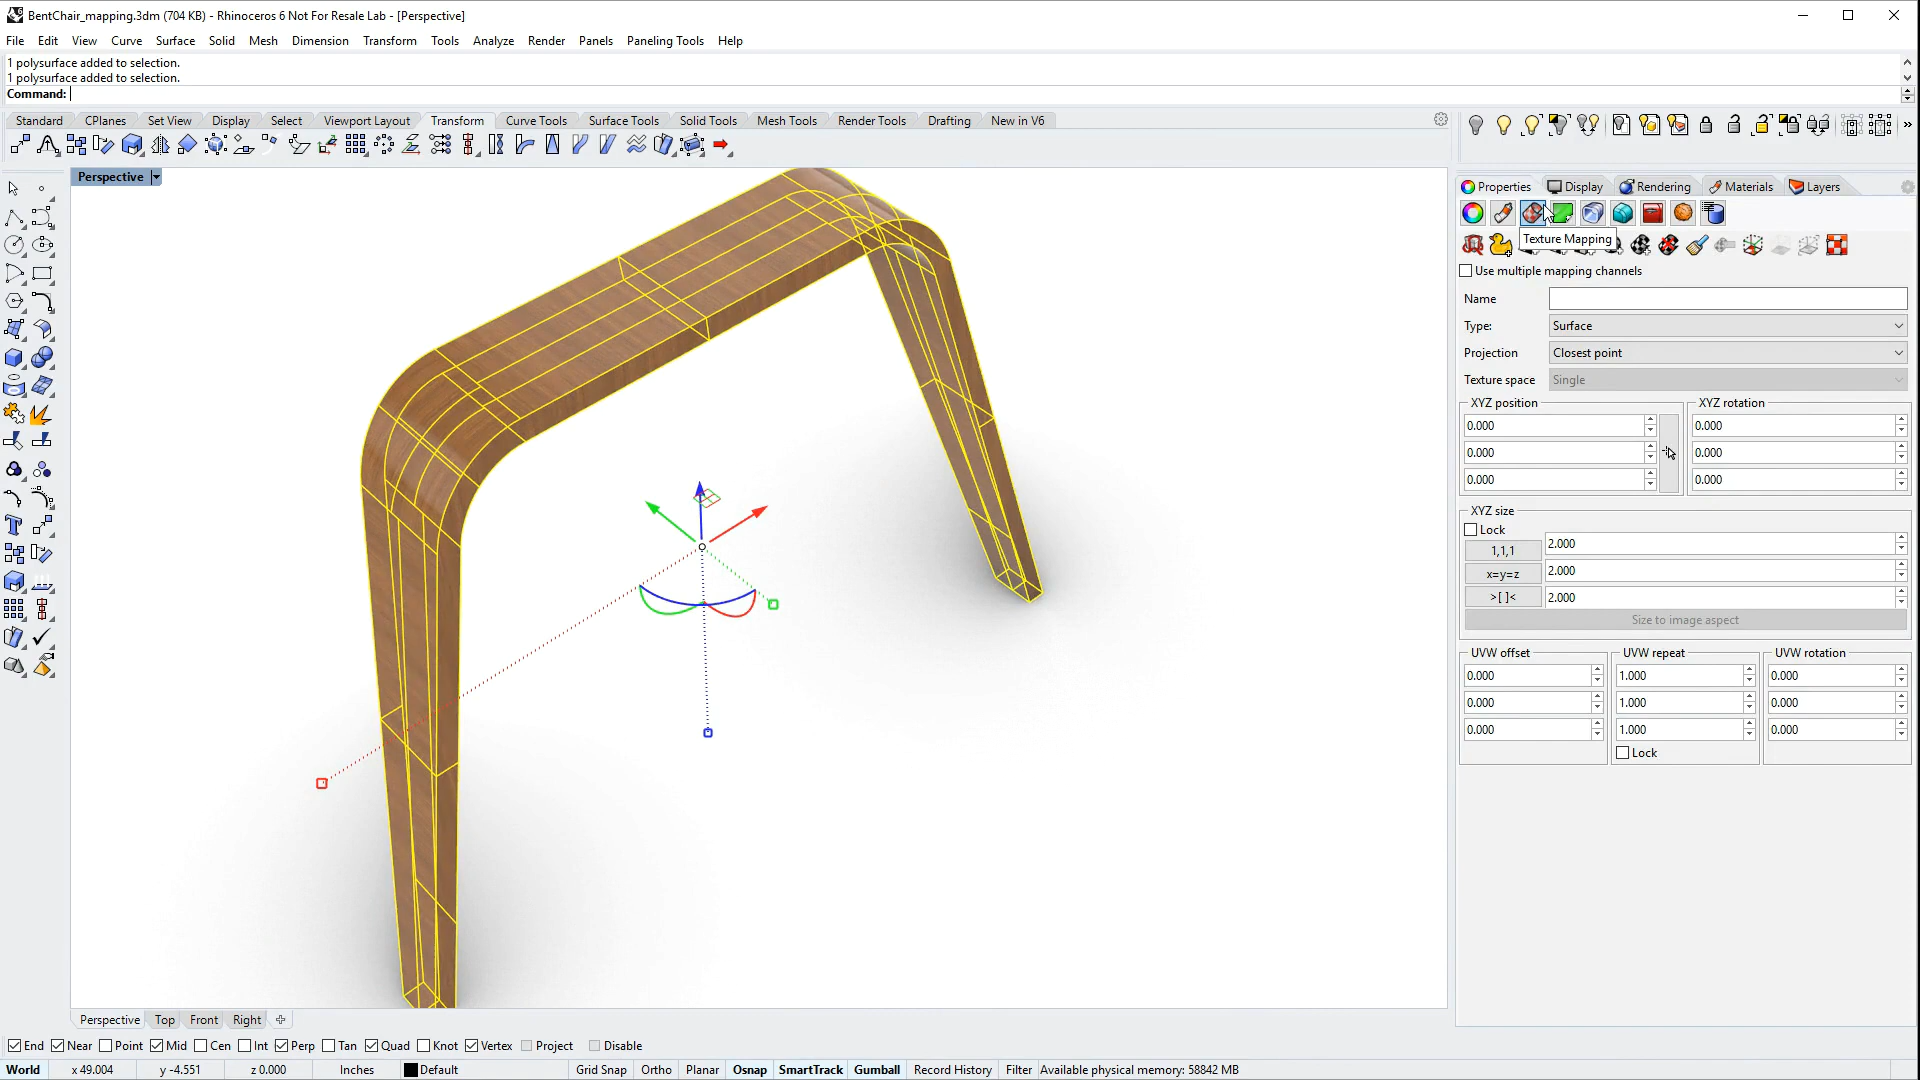 BentChair_mapping.3dm (704 KB) - Rhinoceros 6 Not For Resale Lab - [Perspective]
File Edit View Curve Surface Solid Mesh Dimension Transform Tools Analyze Render Panels Paneling Tools Help
1 polysurface added to selection.
1 polysurface added to selection.
Command:
Standard CPlanes Set View Display Select Viewport Layout Transform Curve Tools Surface Tools Solid Tools Mesh Tools Render Tools Drafting New in V6
Perspective
Properties Display Rendering Materials Layers
Texture Mapping
Use multiple mapping channels
Name
Type: Surface
Projection Closest point
Texture space Single
XYZ position XYZ rotation
0.000 0.000
0.000 0.000
0.000 0.000
XYZ size
Lock
1,1,1 2.000
x=y=z 2.000
>[ ]< 2.000
Size to image aspect
UVW offset UVW repeat UVW rotation
0.000 1.000 0.000
0.000 1.000 0.000
0.000 1.000 0.000
Lock
Perspective Top Front Right
End Near Point Mid Cen Int Perp Tan Quad Knot Vertex Project Disable
World x 49.004 y -4.551 z 0.000 Inches Default Grid Snap Ortho Planar Osnap SmartTrack Gumball Record History Filter Available physical memory: 58842 MB